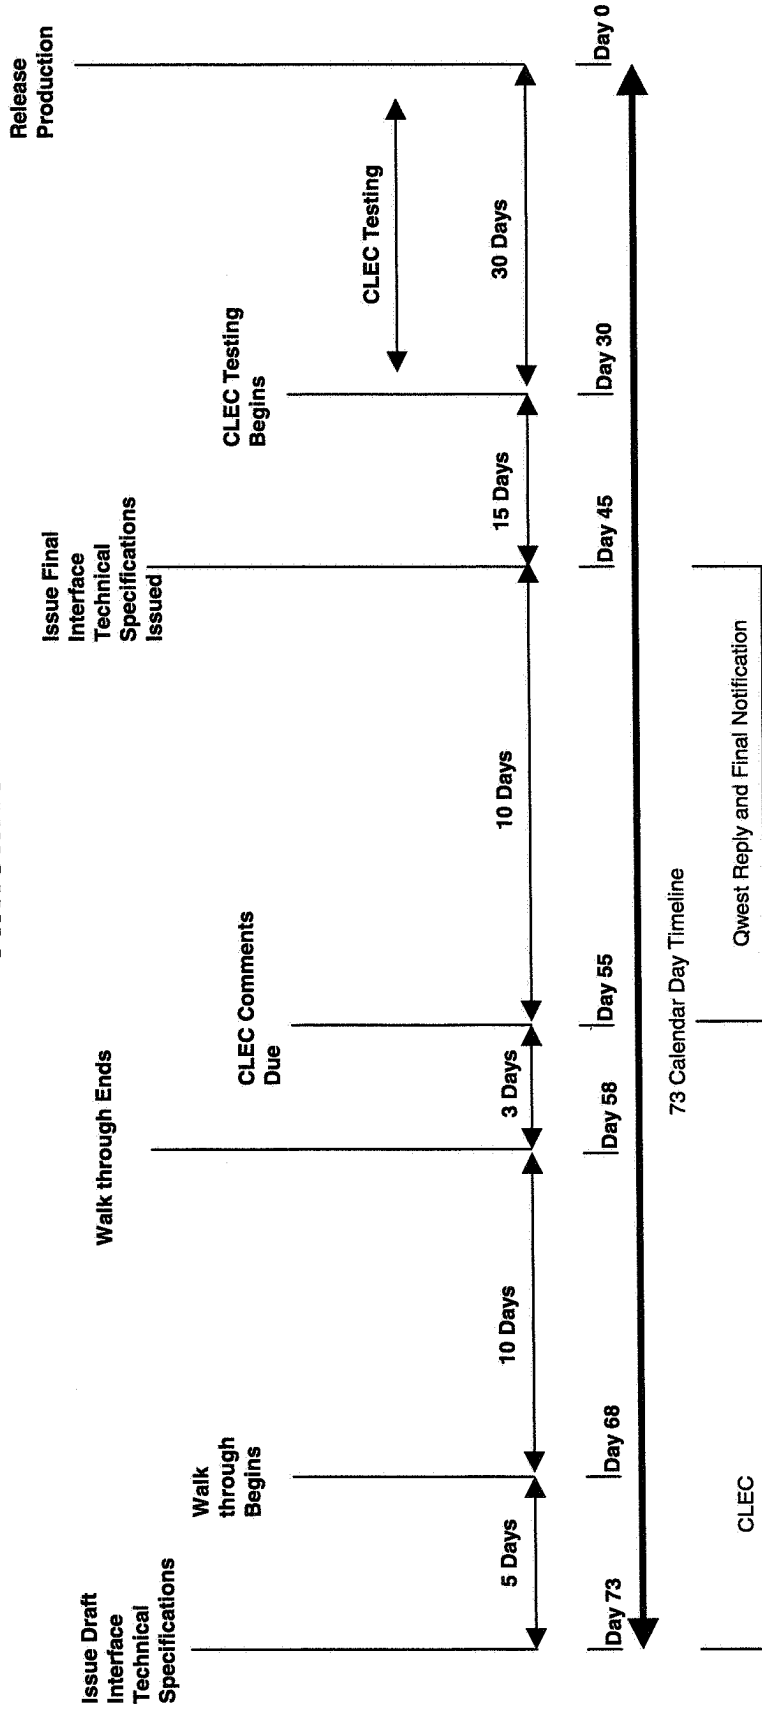 Issue Draft
Interface
Technical
Specifications
Walk
through
Begins
Walk through Ends
CLEC Comments
Due
Issue Final
Interface
Technical
Specifications
Issued
CLEC Testing
Begins
CLEC Testing
Release
Production
5 Days
10 Days
3 Days
10 Days
15 Days
30 Days
Day 73
Day 68
Day 58
Day 55
Day 45
Day 30
Day 0
73 Calendar Day Timeline
CLEC
Qwest Reply and Final Notification